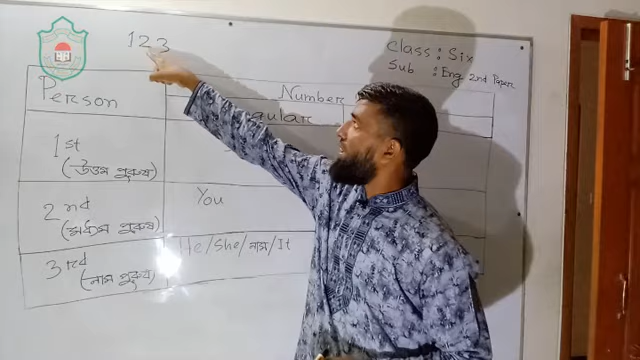 123
Class : Six
Sub : Eng 2nd Paper
Person
Number
gular
1st
(উত্তম পুরুষ)
You
2nd
(মধ্যম পুরুষ)
He/She/নাম/It
3rd
(নাম পুরুষ)